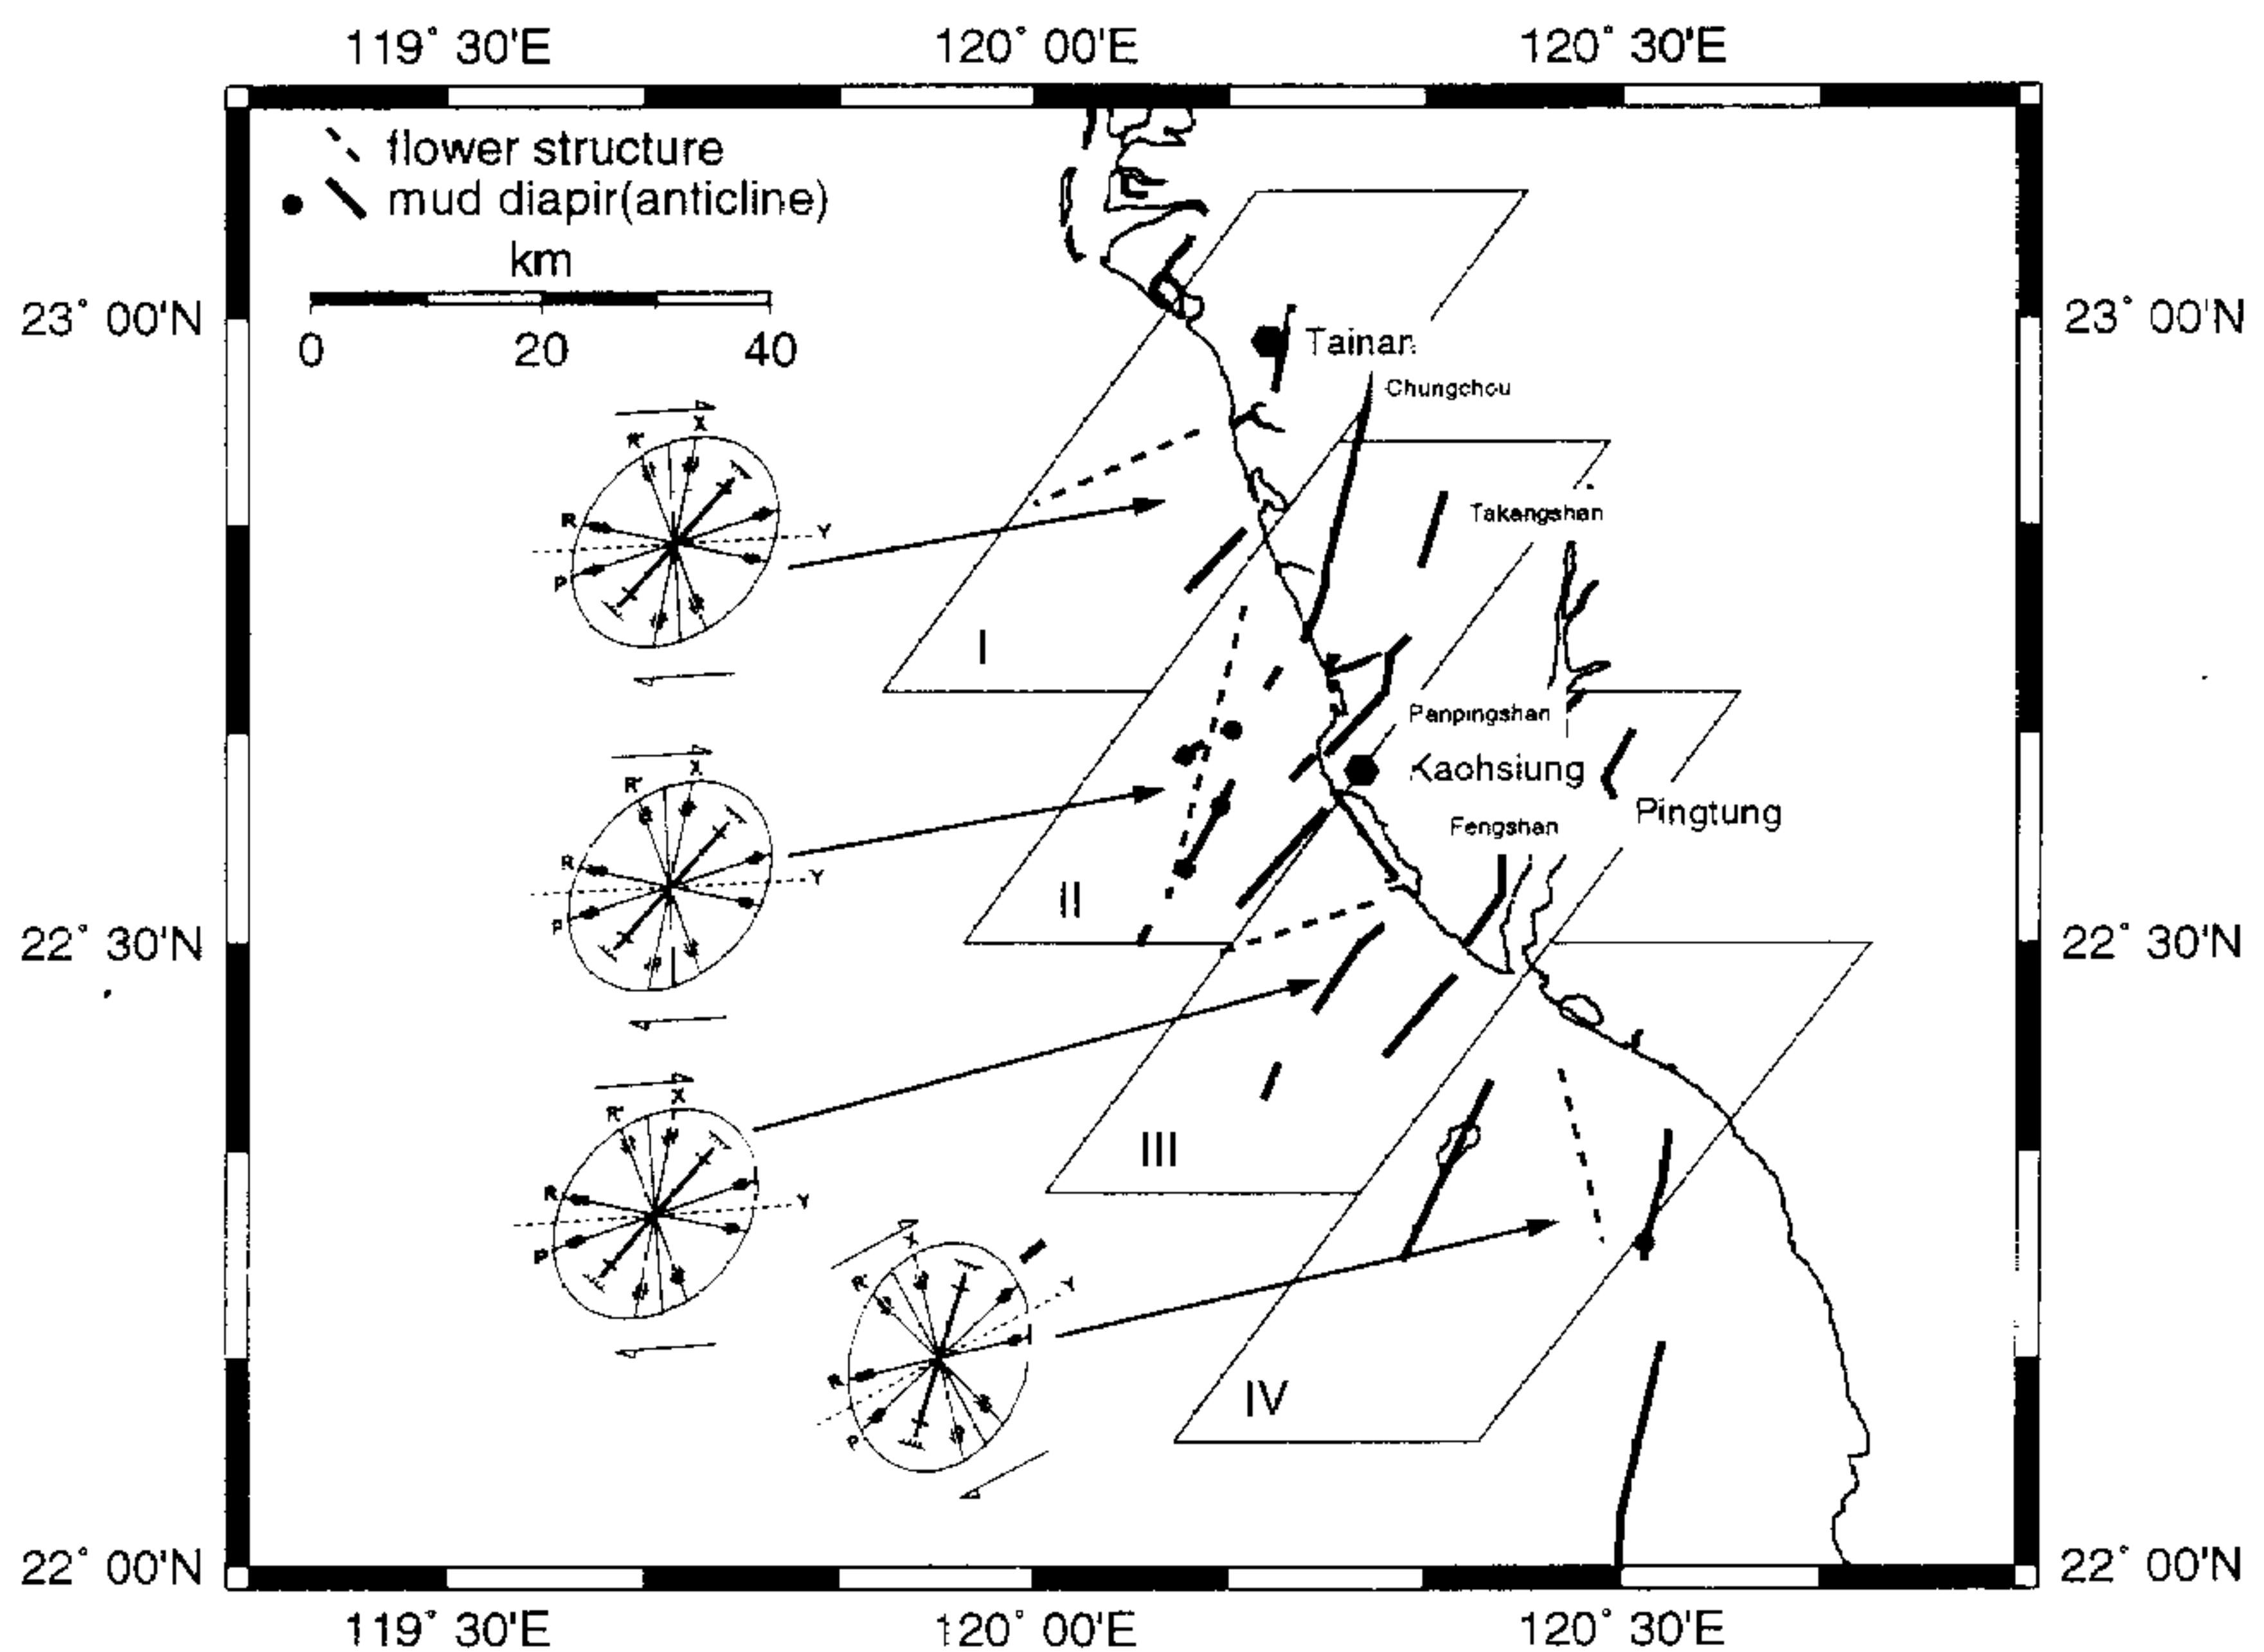 119° 30'E 120° 00'E 120° 30'E
flower structure
mud diapir(anticline)
km
0 20 40
23° 00'N
23° 00'N
Tainan
Chungchou
Takangshan
I
Panpingshan
Kaohsiung
Pingtung
Fengshan
II
22° 30'N
22° 30'N
III
IV
X
R'
R
Y
P
X
R'
R
Y
P
X
R'
R
Y
P
X
R'
Y
R
P
22° 00'N
22° 00'N
119° 30'E 120° 00'E 120° 30'E